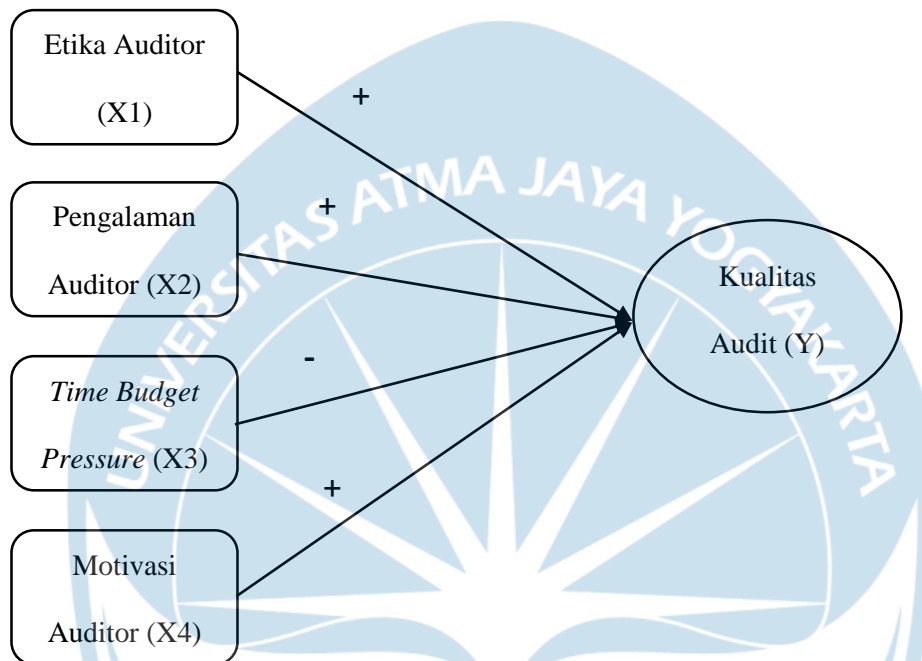 Etika Auditor
(X1)
+
Pengalaman
Auditor (X2)
+
Time Budget
Pressure (X3)
-
Motivasi
Auditor (X4)
+
Kualitas
Audit (Y)
UNIVERSITAS ATMA JAYA YOGYAKARTA